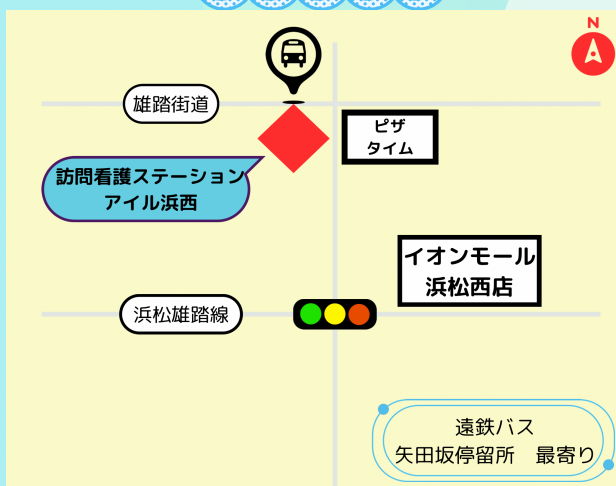 N
雄踏街道
ピザ
タイム
訪問看護ステーション
アイル浜西
イオンモール
浜松西店
浜松雄踏線
遠鉄バス
矢田坂停留所　最寄り